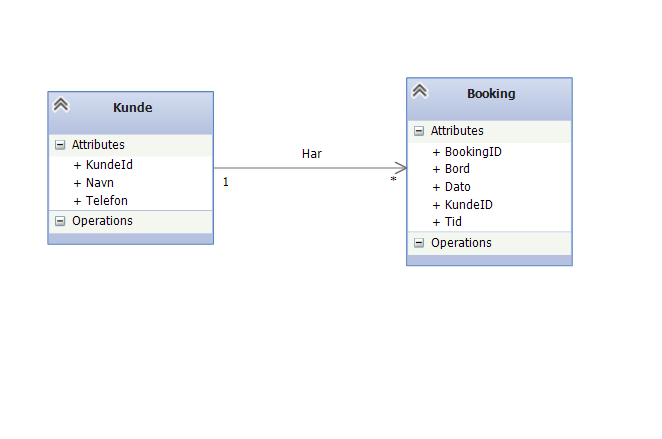 Kunde
Attributes
+ KundeId
+ Navn
+ Telefon
Operations
Har
1
*
Booking
Attributes
+ BookingID
+ Bord
+ Dato
+ KundeID
+ Tid
Operations